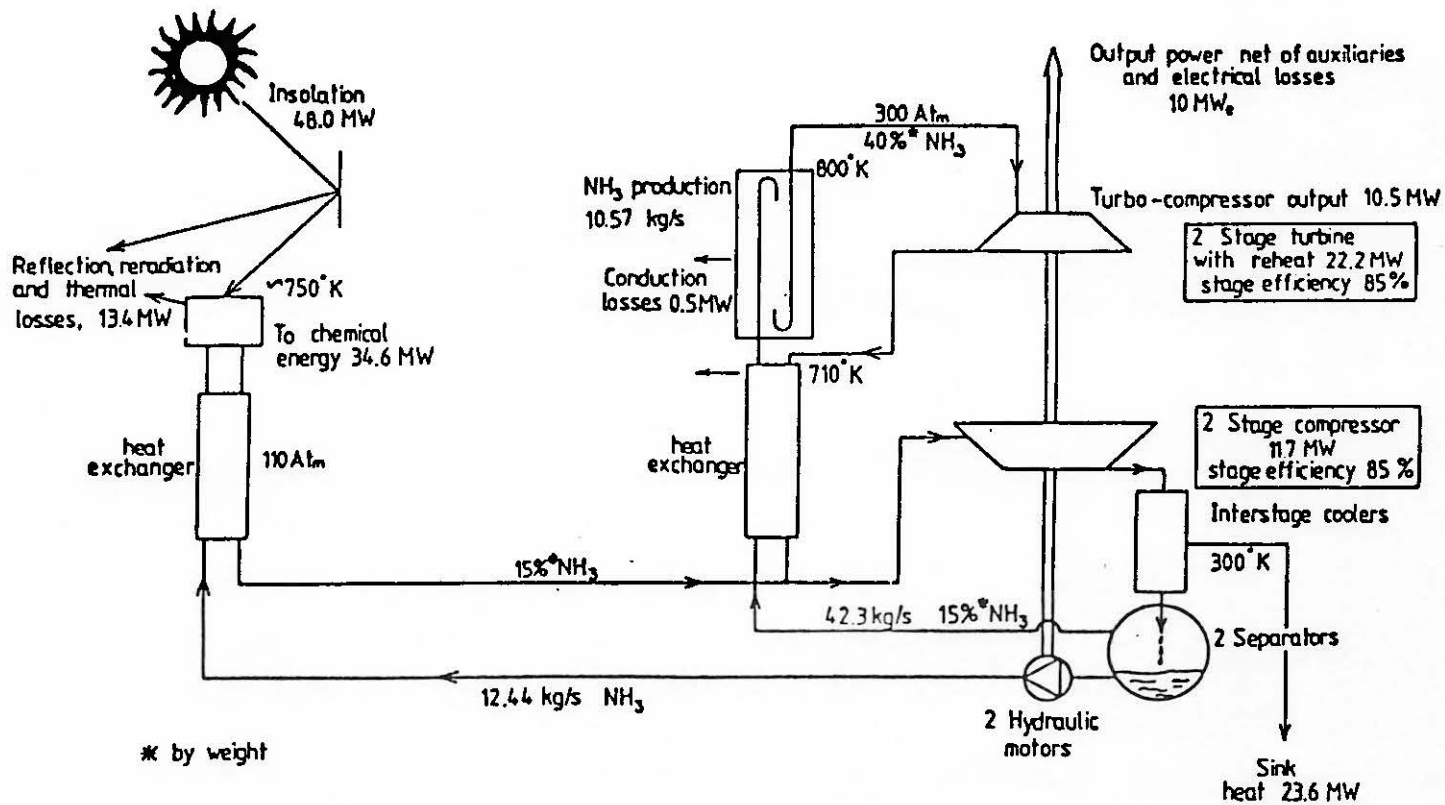 Insolation
48.0 MW
Reflection, reradiation
and thermal
losses, 13.4 MW
~750°K
To chemical
energy 34.6 MW
heat
exchanger
110 Atm
15%*NH3
12.44 kg/s NH3
* by weight
300 Atm
40%* NH3
800°K
NH3 production
10.57 kg/s
Conduction
losses 0.5 MW
710°K
heat
exchanger
42.3 kg/s 15%*NH3
Output power net of auxiliaries
and electrical losses
10 MWe
Turbo-compressor output 10.5 MW
2 Stage turbine
with reheat 22.2 MW
stage efficiency 85%
2 Stage compressor
11.7 MW
stage efficiency 85 %
Interstage coolers
300°K
2 Separators
2 Hydraulic
motors
Sink
heat 23.6 MW